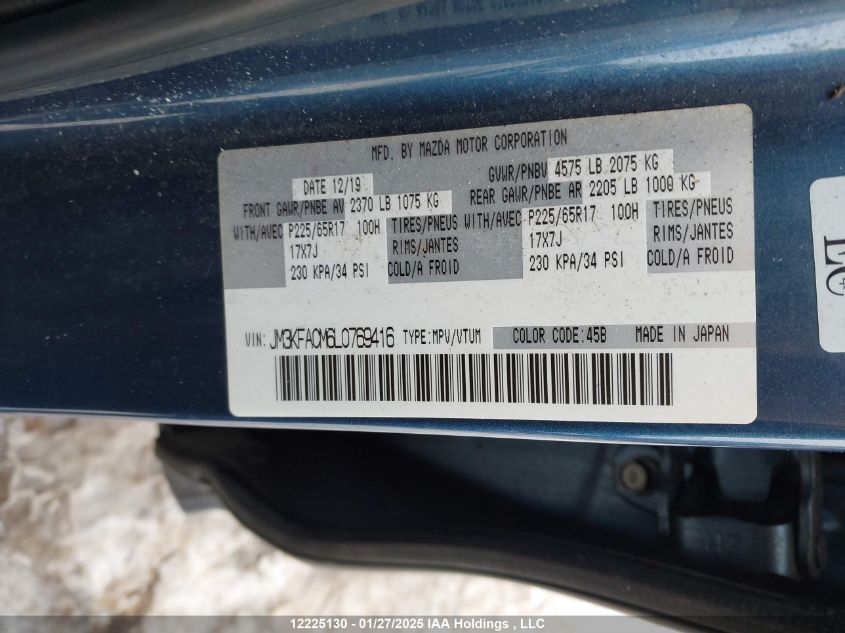 MFD. BY MAZDA MOTOR CORPORATION
DATE 12/19 GVWR/PNBV 4575 LB 2075 KG
FRONT GAWR/PNBE AV 2370 LB 1075 KG REAR GAWR/PNBE AR 2205 LB 1000 KG
WITH/AVEC P225/65R17 100H TIRES/PNEUS WITH/AVEC P225/65R17 100H TIRES/PNEUS
17X7J RIMS/JANTES 17X7J RIMS/JANTES
230 KPA/34 PSI COLD/A FROID 230 KPA/34 PSI COLD/A FROID
VIN: JM3KFACM6L0769416 TYPE:MPV/VTUM COLOR CODE:45B MADE IN JAPAN
12225130 - 01/27/2025 IAA Holdings , LLC